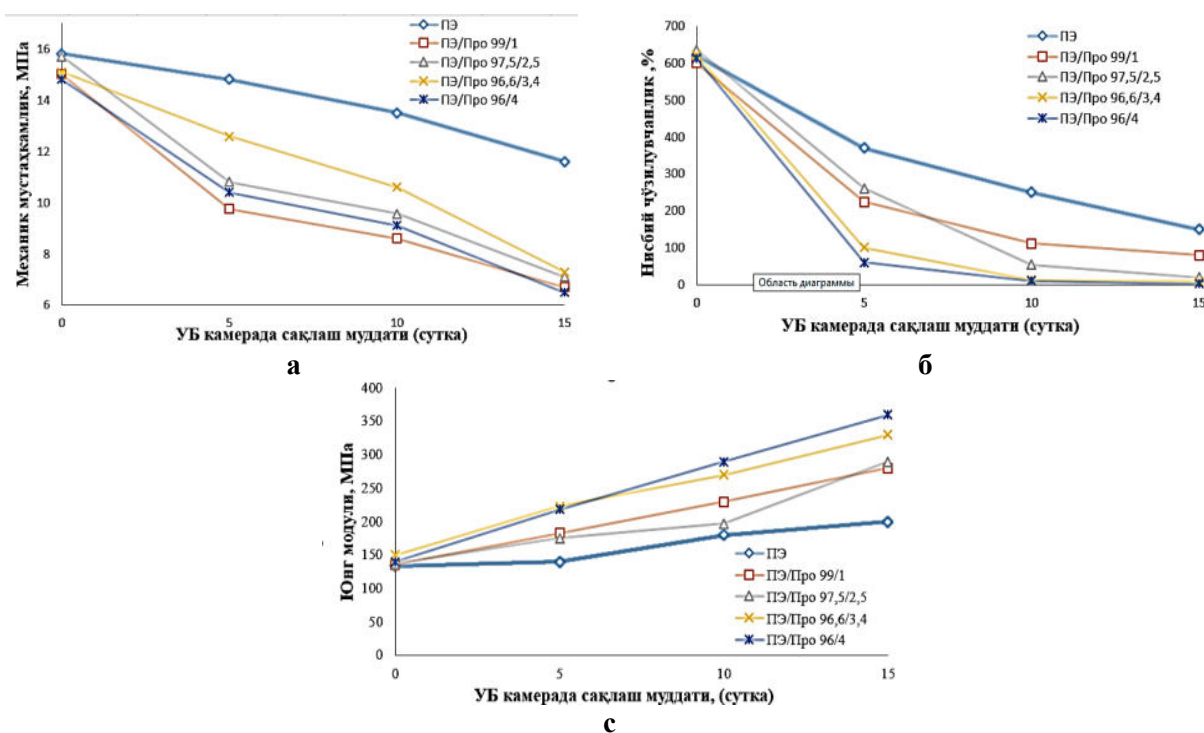 Механик мустаҳкамлик, МПа
16
14
12
10
8
6
0
5
10
15
ПЭ
ПЭ/Про 99/1
ПЭ/Про 97,5/2,5
ПЭ/Про 96,6/3,4
ПЭ/Про 96/4
УБ камерада сақлаш муддати (сутка)
а
Нисбий чўзилувчанлик ,%
700
600
500
400
300
200
100
0
0
5
10
15
ПЭ
ПЭ/Про 99/1
ПЭ/Про 97,5/2,5
ПЭ/Про 96,6/3,4
ПЭ/Про 96/4
Область диаграммы
УБ камерада сақлаш муддати (сутка)
б
Юнг модули, МПа
400
350
300
250
200
150
100
50
0
0
5
10
15
ПЭ
ПЭ/Про 99/1
ПЭ/Про 97,5/2,5
ПЭ/Про 96,6/3,4
ПЭ/Про 96/4
УБ камерада сақлаш муддати, (сутка)
с